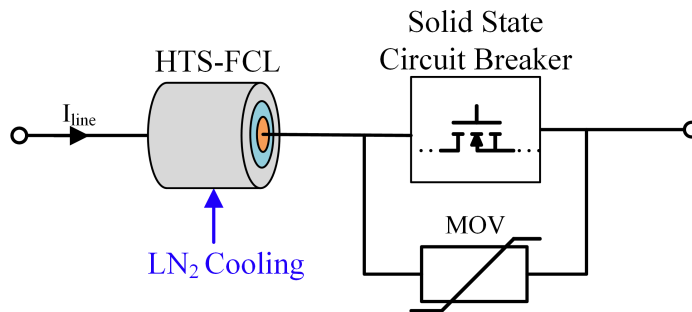 Solid State
Circuit Breaker
HTS-FCL
I_line
MOV
LN₂ Cooling